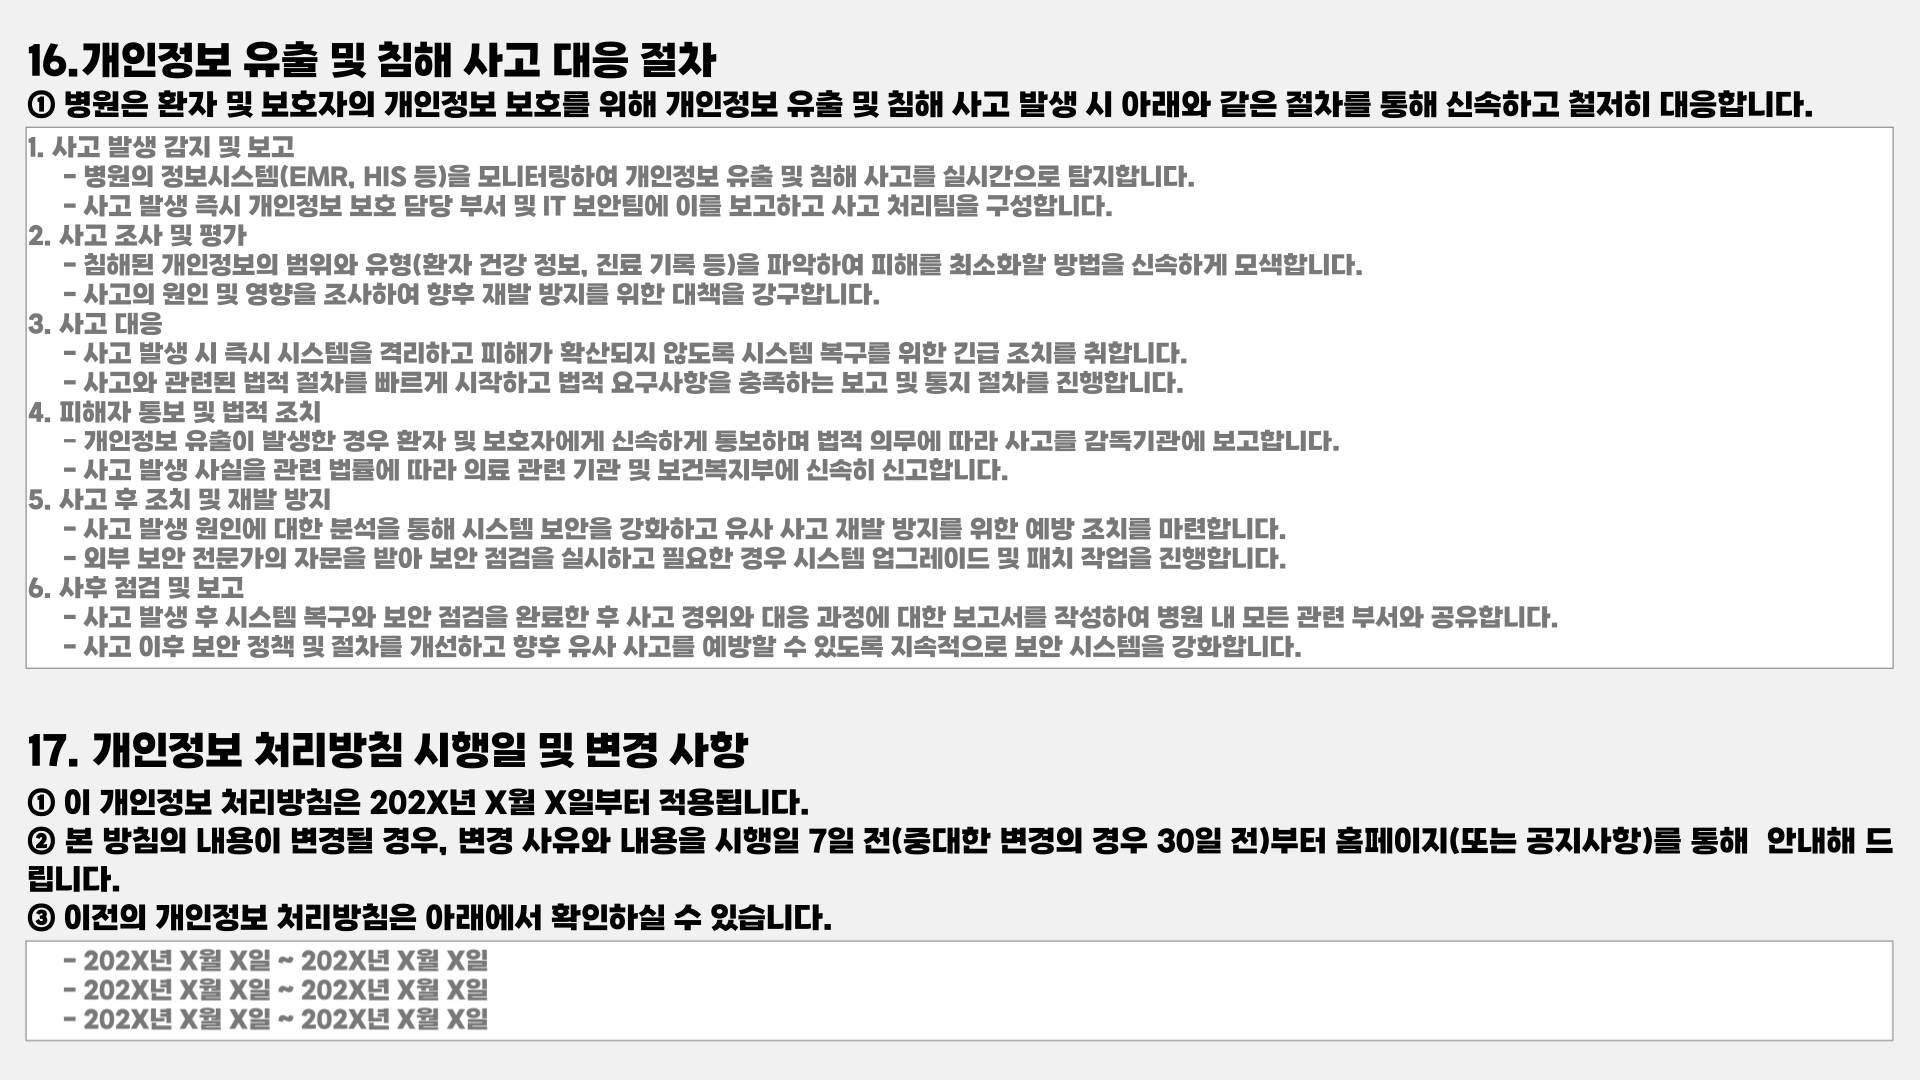 16.개인정보 유출 및 침해 사고 대응 절차
① 병원은 환자 및 보호자의 개인정보 보호를 위해 개인정보 유출 및 침해 사고 발생 시 아래와 같은 절차를 통해 신속하고 철저히 대응합니다.
1. 사고 발생 감지 및 보고
- 병원의 정보시스템(EMR, HIS 등)을 모니터링하여 개인정보 유출 및 침해 사고를 실시간으로 탐지합니다.
- 사고 발생 즉시 개인정보 보호 담당 부서 및 IT 보안팀에 이를 보고하고 사고 처리팀을 구성합니다.
2. 사고 조사 및 평가
- 침해된 개인정보의 범위와 유형(환자 건강 정보, 진료 기록 등)을 파악하여 피해를 최소화할 방법을 신속하게 모색합니다.
- 사고의 원인 및 영향을 조사하여 향후 재발 방지를 위한 대책을 강구합니다.
3. 사고 대응
- 사고 발생 시 즉시 시스템을 격리하고 피해가 확산되지 않도록 시스템 복구를 위한 긴급 조치를 취합니다.
- 사고와 관련된 법적 절차를 빠르게 시작하고 법적 요구사항을 충족하는 보고 및 통지 절차를 진행합니다.
4. 피해자 통보 및 법적 조치
- 개인정보 유출이 발생한 경우 환자 및 보호자에게 신속하게 통보하며 법적 의무에 따라 사고를 감독기관에 보고합니다.
- 사고 발생 사실을 관련 법률에 따라 의료 관련 기관 및 보건복지부에 신속히 신고합니다.
5. 사고 후 조치 및 재발 방지
- 사고 발생 원인에 대한 분석을 통해 시스템 보안을 강화하고 유사 사고 재발 방지를 위한 예방 조치를 마련합니다.
- 외부 보안 전문가의 자문을 받아 보안 점검을 실시하고 필요한 경우 시스템 업그레이드 및 패치 작업을 진행합니다.
6. 사후 점검 및 보고
- 사고 발생 후 시스템 복구와 보안 점검을 완료한 후 사고 경위와 대응 과정에 대한 보고서를 작성하여 병원 내 모든 관련 부서와 공유합니다.
- 사고 이후 보안 정책 및 절차를 개선하고 향후 유사 사고를 예방할 수 있도록 지속적으로 보안 시스템을 강화합니다.
17. 개인정보 처리방침 시행일 및 변경 사항
① 이 개인정보 처리방침은 202X년 X월 X일부터 적용됩니다.
② 본 방침의 내용이 변경될 경우, 변경 사유와 내용을 시행일 7일 전(중대한 변경의 경우 30일 전)부터 홈페이지(또는 공지사항)를 통해  안내해 드
립니다.
③ 이전의 개인정보 처리방침은 아래에서 확인하실 수 있습니다.
- 202X년 X월 X일 ~ 202X년 X월 X일
- 202X년 X월 X일 ~ 202X년 X월 X일
- 202X년 X월 X일 ~ 202X년 X월 X일